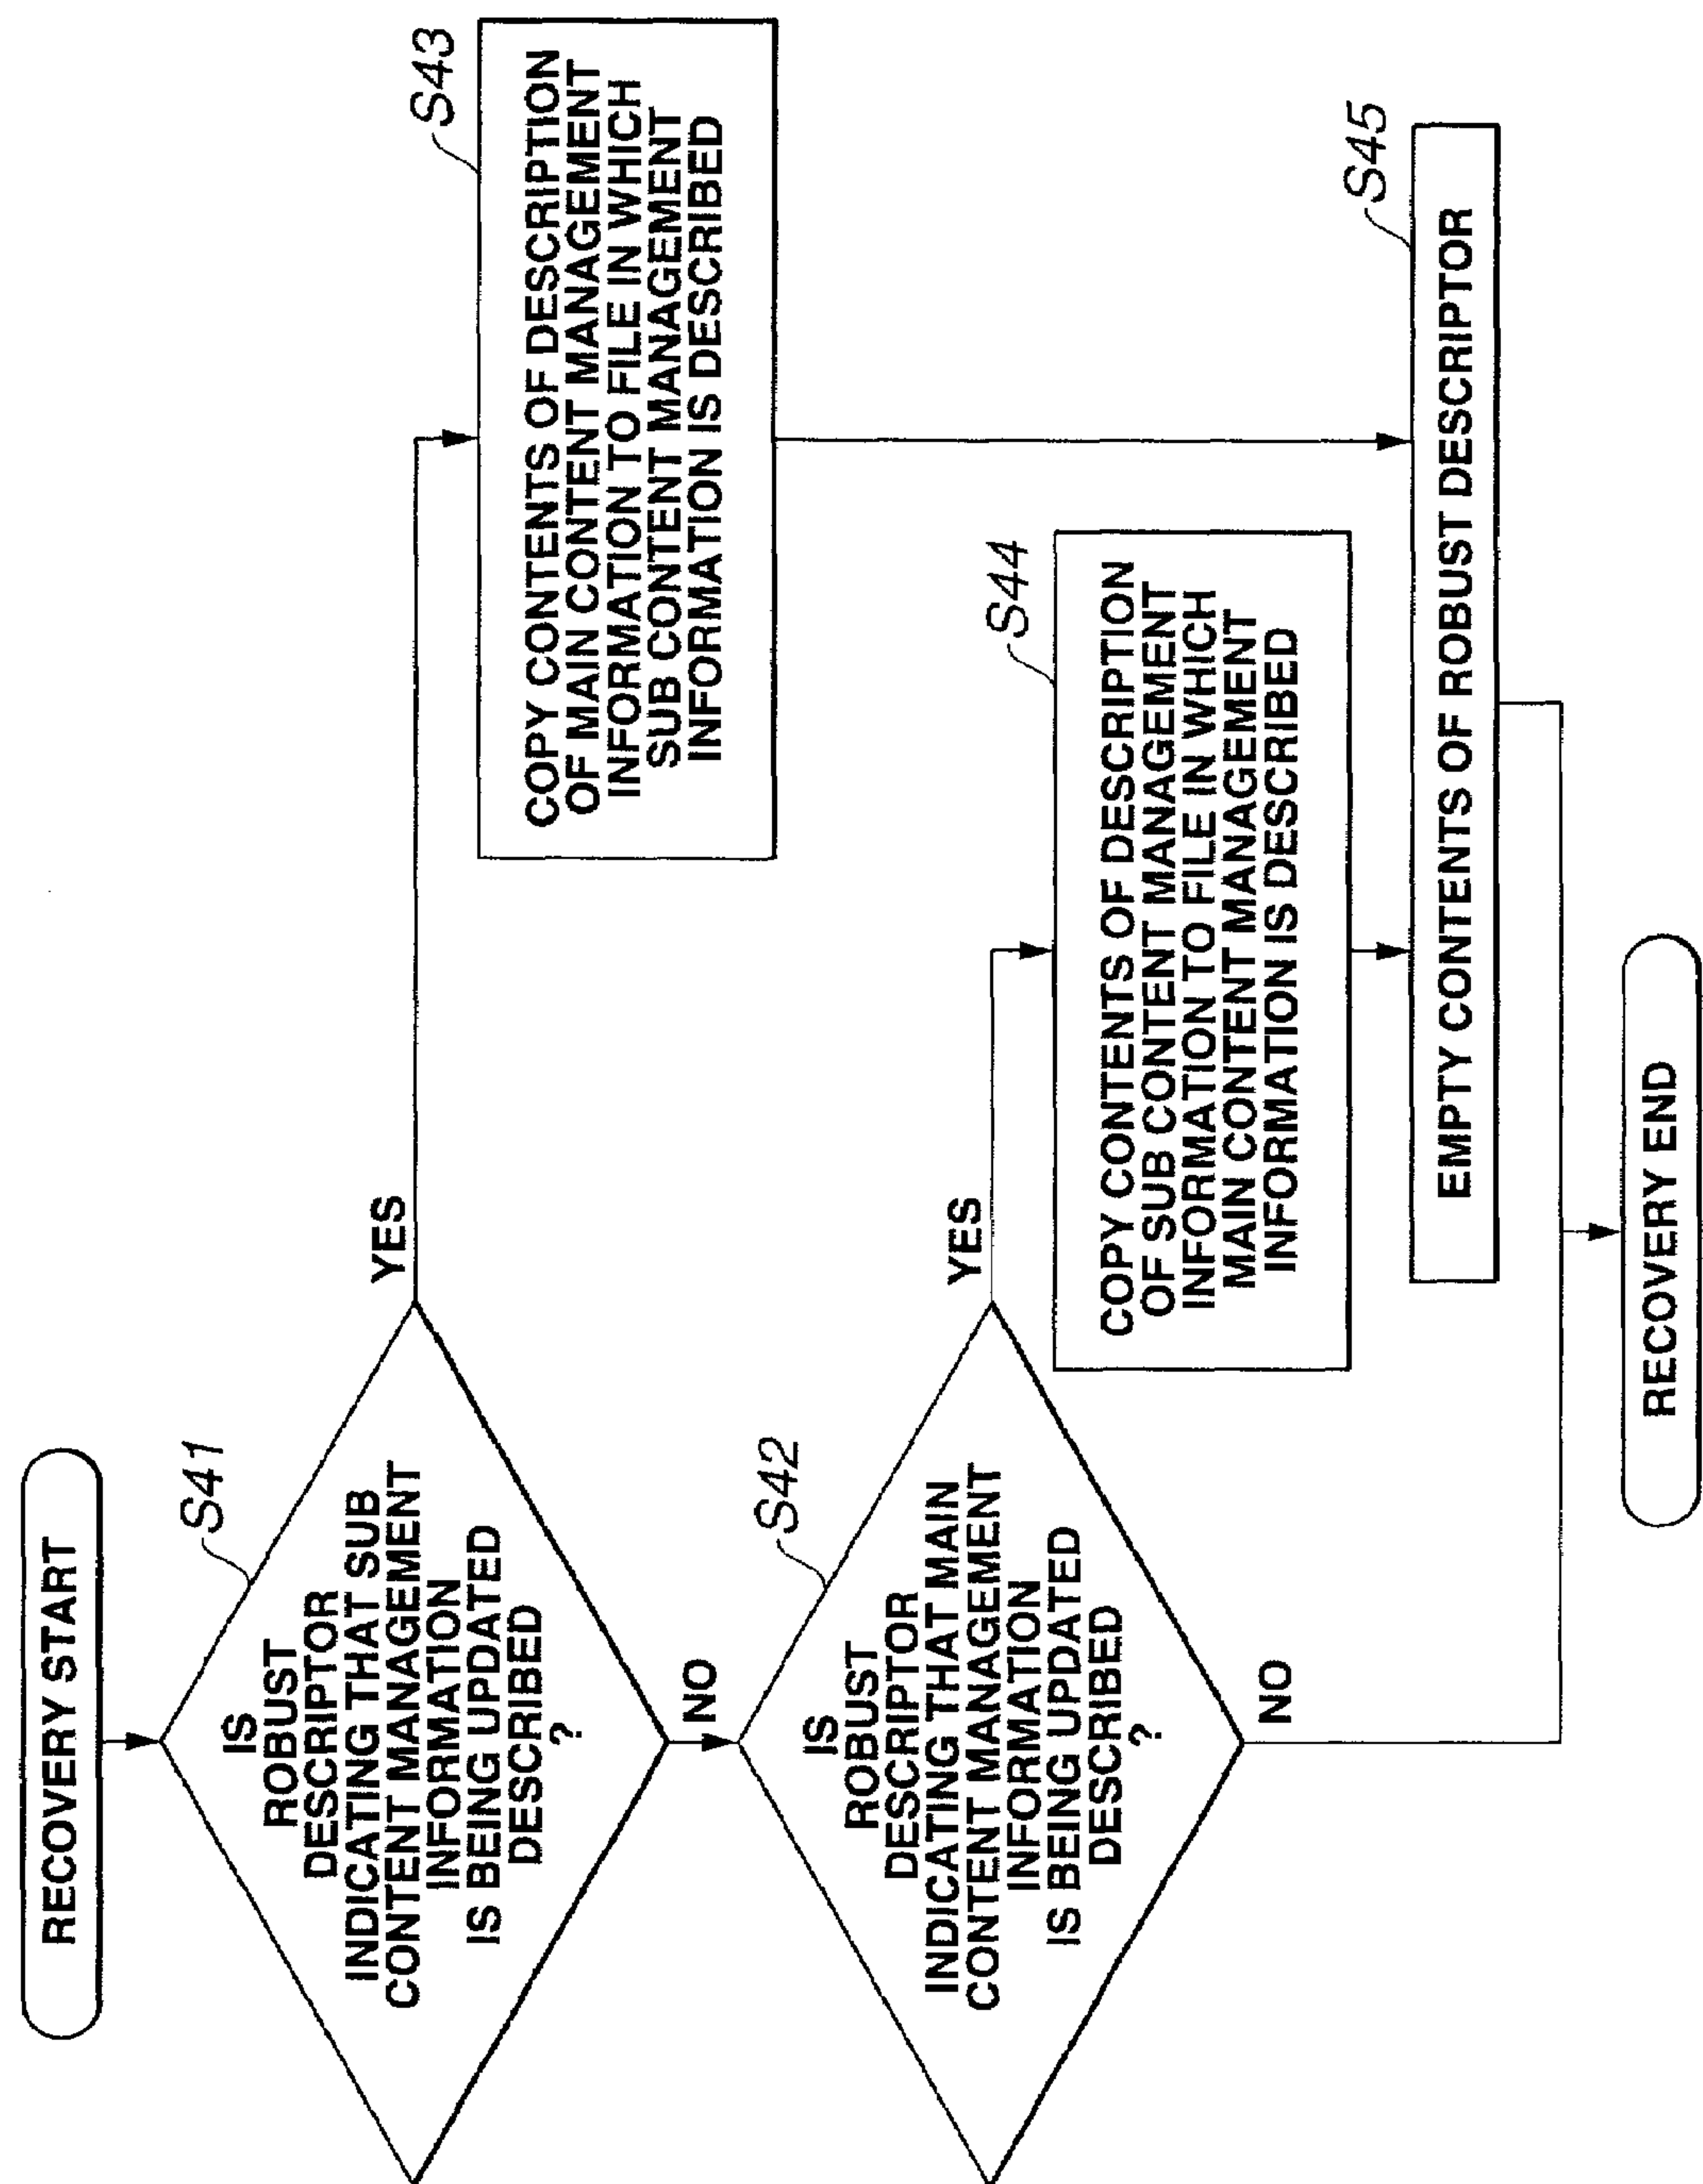 RECOVERY START
S41
IS
ROBUST
DESCRIPTOR
INDICATING THAT SUB
CONTENT MANAGEMENT
INFORMATION
IS BEING UPDATED
DESCRIBED
?
YES
NO
S43
COPY CONTENTS OF DESCRIPTION
OF MAIN CONTENT MANAGEMENT
INFORMATION TO FILE IN WHICH
SUB CONTENT MANAGEMENT
INFORMATION IS DESCRIBED
S42
IS
ROBUST
DESCRIPTOR
INDICATING THAT MAIN
CONTENT MANAGEMENT
INFORMATION
IS BEING UPDATED
DESCRIBED
?
YES
NO
S44
COPY CONTENTS OF DESCRIPTION
OF SUB CONTENT MANAGEMENT
INFORMATION TO FILE IN WHICH
MAIN CONTENT MANAGEMENT
INFORMATION IS DESCRIBED
S45
EMPTY CONTENTS OF ROBUST DESCRIPTOR
RECOVERY END